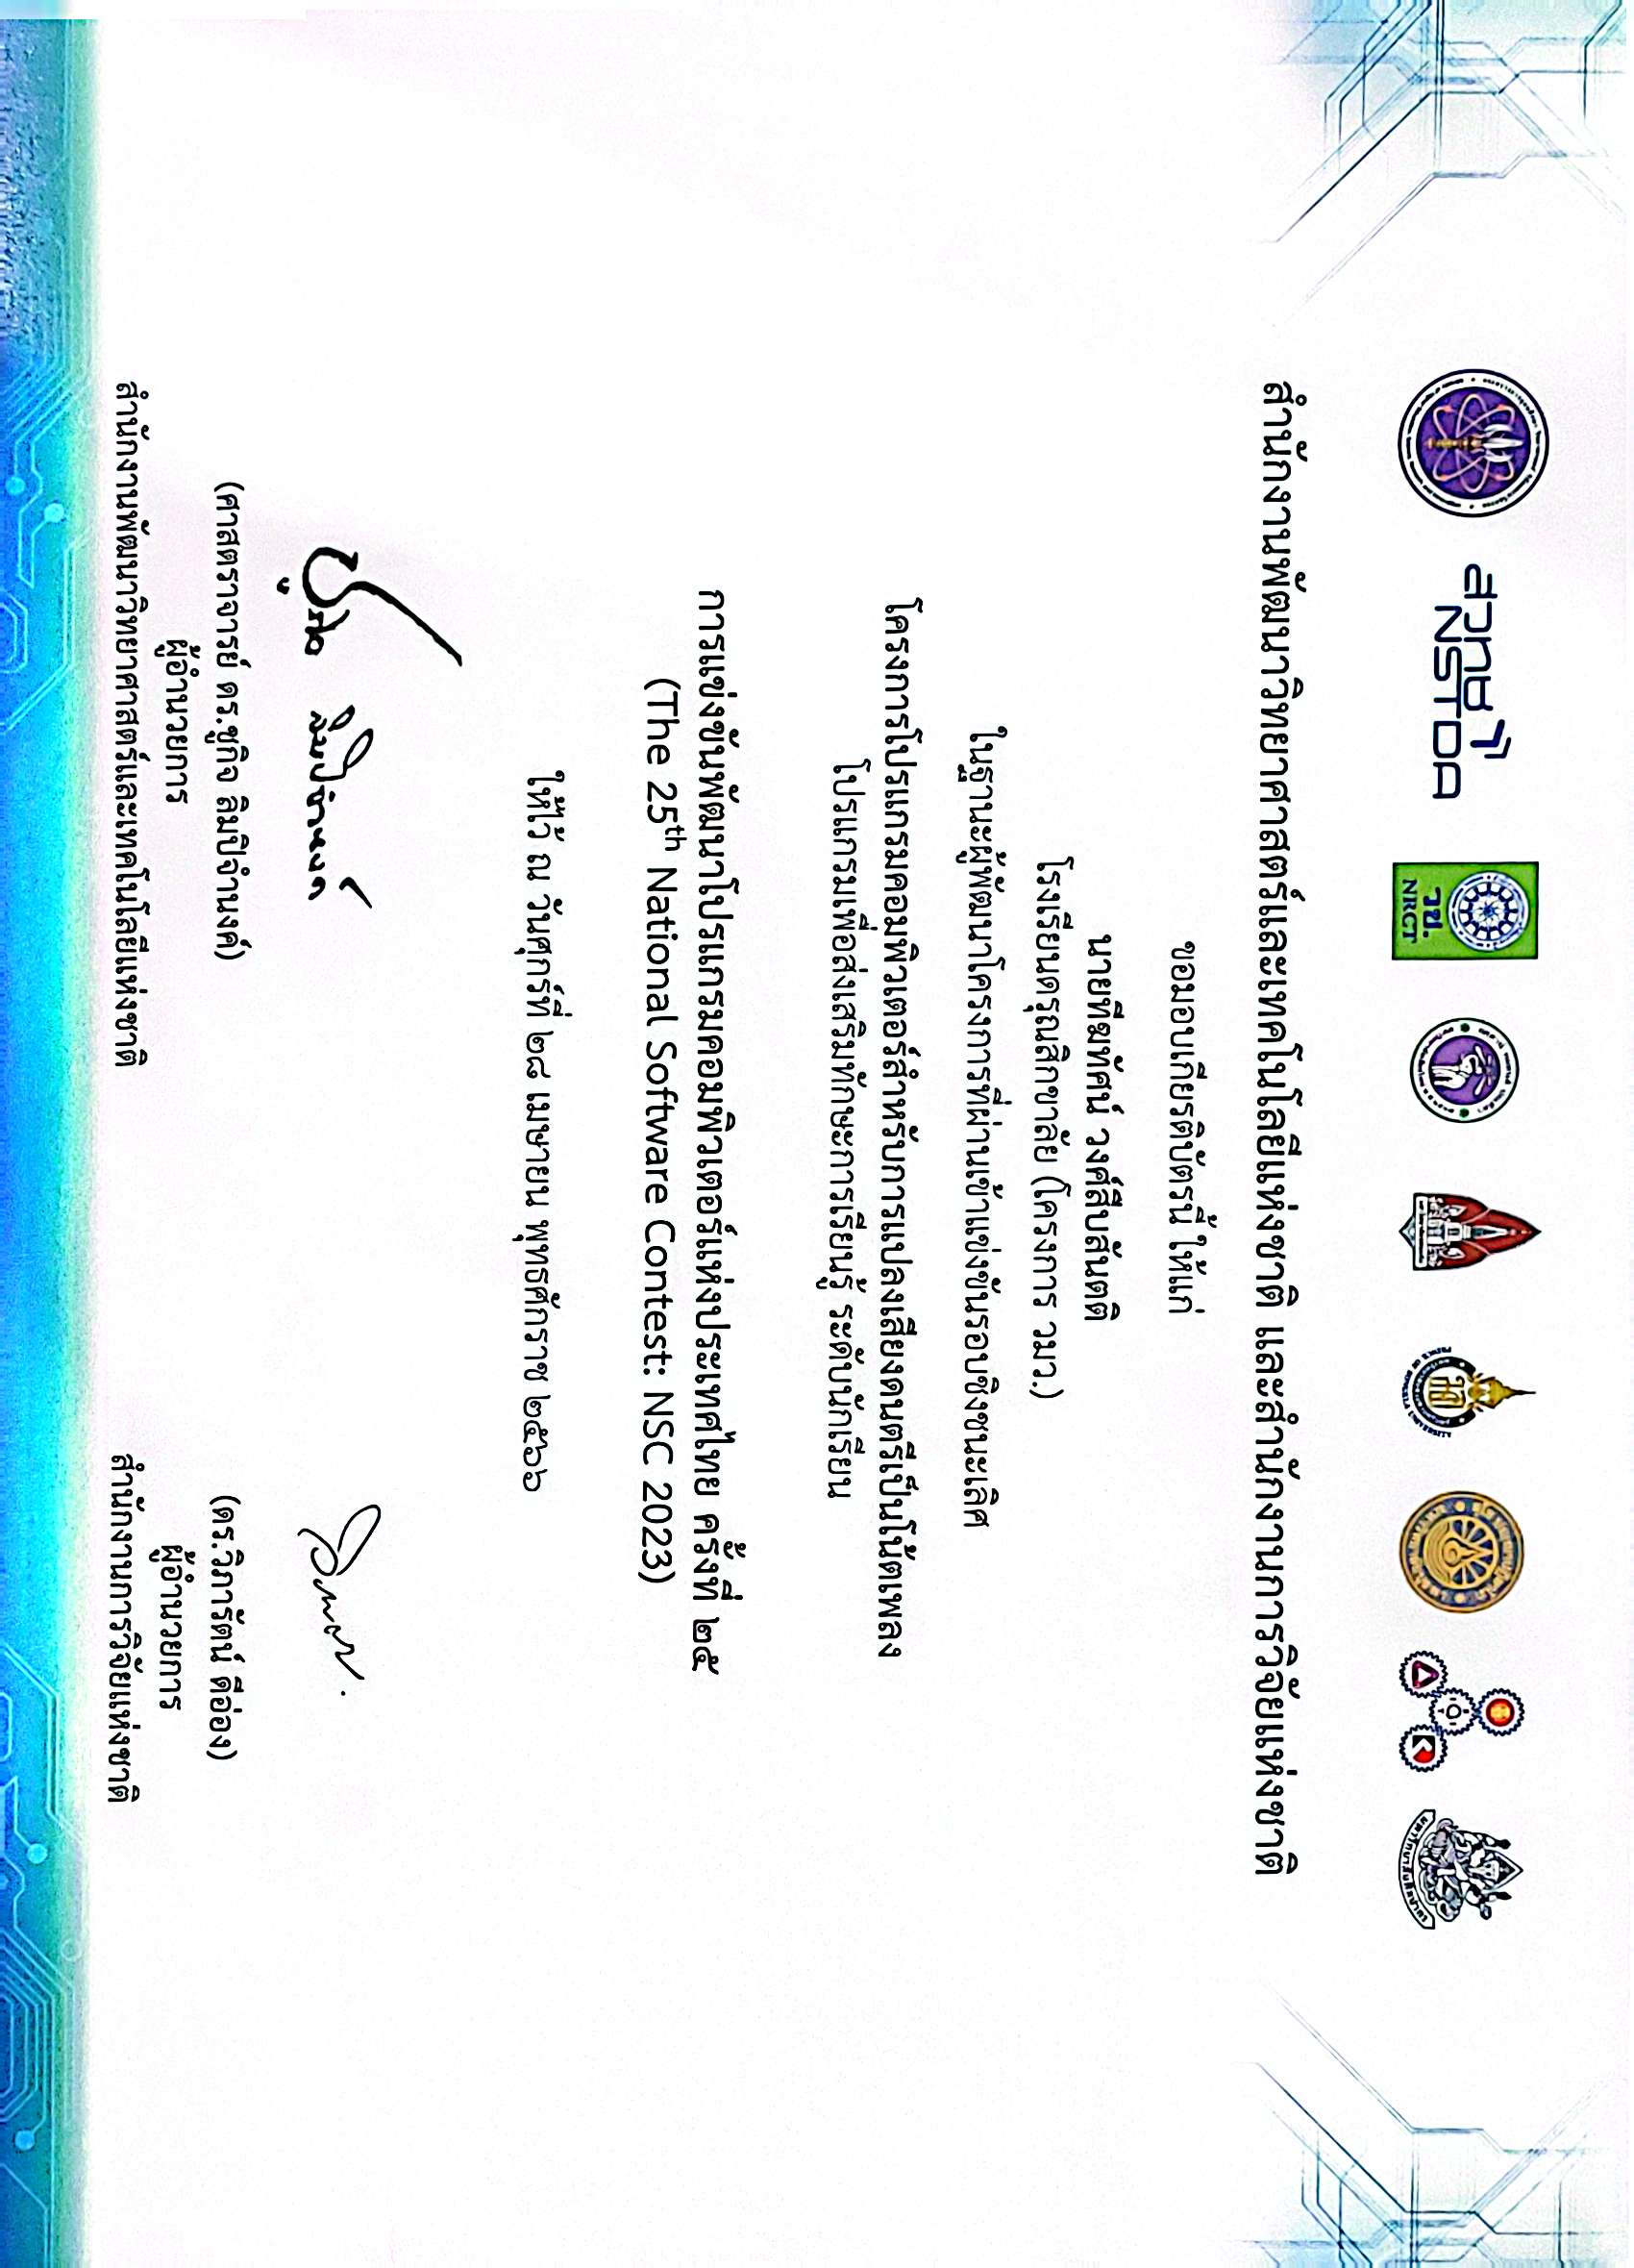 สวทช
NSTDA
วช.
NRCT
PRINCE OF SONGKLA UNIVERSITY
มหาวิทยาลัยศิลปากร
สำนักงานพัฒนาวิทยาศาสตร์และเทคโนโลยีแห่งชาติ และสำนักงานการวิจัยแห่งชาติ
ขอมอบเกียรติบัตรนี้ ให้แก่
นายทีฆทัศน์ วงศ์สืบสันตติ
โรงเรียนดรุณสิกขาลัย (โครงการ วมว.)
ในฐานะผู้พัฒนาโครงการที่ผ่านเข้าแข่งขันรอบชิงชนะเลิศ
โครงการโปรแกรมคอมพิวเตอร์สำหรับการแปลงเสียงดนตรีเป็นโน้ตเพลง
โปรแกรมเพื่อส่งเสริมทักษะการเรียนรู้ ระดับนักเรียน
การแข่งขันพัฒนาโปรแกรมคอมพิวเตอร์แห่งประเทศไทย ครั้งที่ ๒๕
(The 25th National Software Contest: NSC 2023)
ให้ไว้ ณ วันศุกร์ที่ ๒๘ เมษายน พุทธศักราช ๒๕๖๖
ชูกิจ ลิมปิจำนงค์
(ศาสตราจารย์ ดร.ชูกิจ ลิมปิจำนงค์)
ผู้อำนวยการ
สำนักงานพัฒนาวิทยาศาสตร์และเทคโนโลยีแห่งชาติ
(ดร.วิภารัตน์ ดีอ่อง)
ผู้อำนวยการ
สำนักงานการวิจัยแห่งชาติ